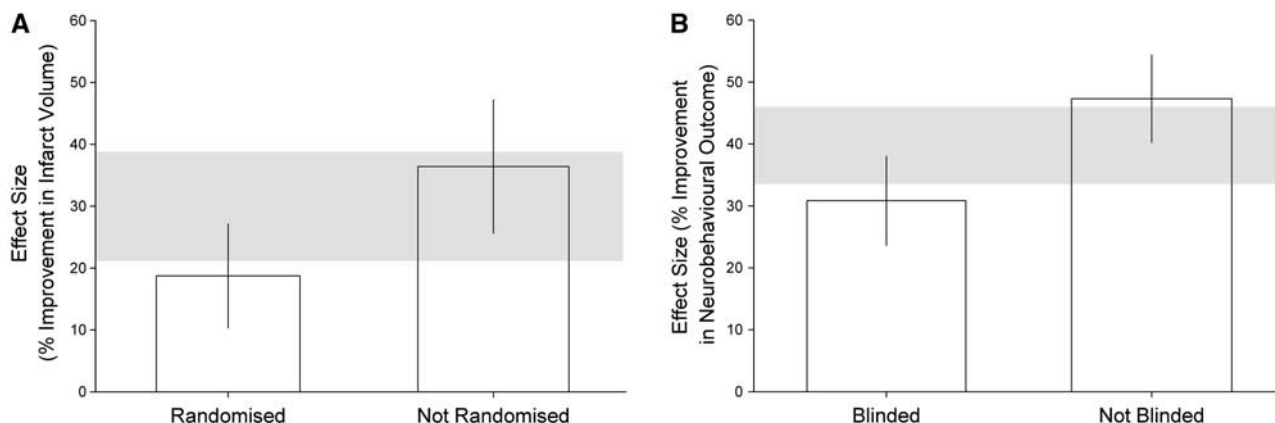 A
Effect Size
(% Improvement in Infarct Volume)
60
50
40
30
20
10
0
Randomised
Not Randomised
B
Effect Size (% Improvement
in Neurobehavioural Outcome)
60
50
40
30
20
10
0
Blinded
Not Blinded